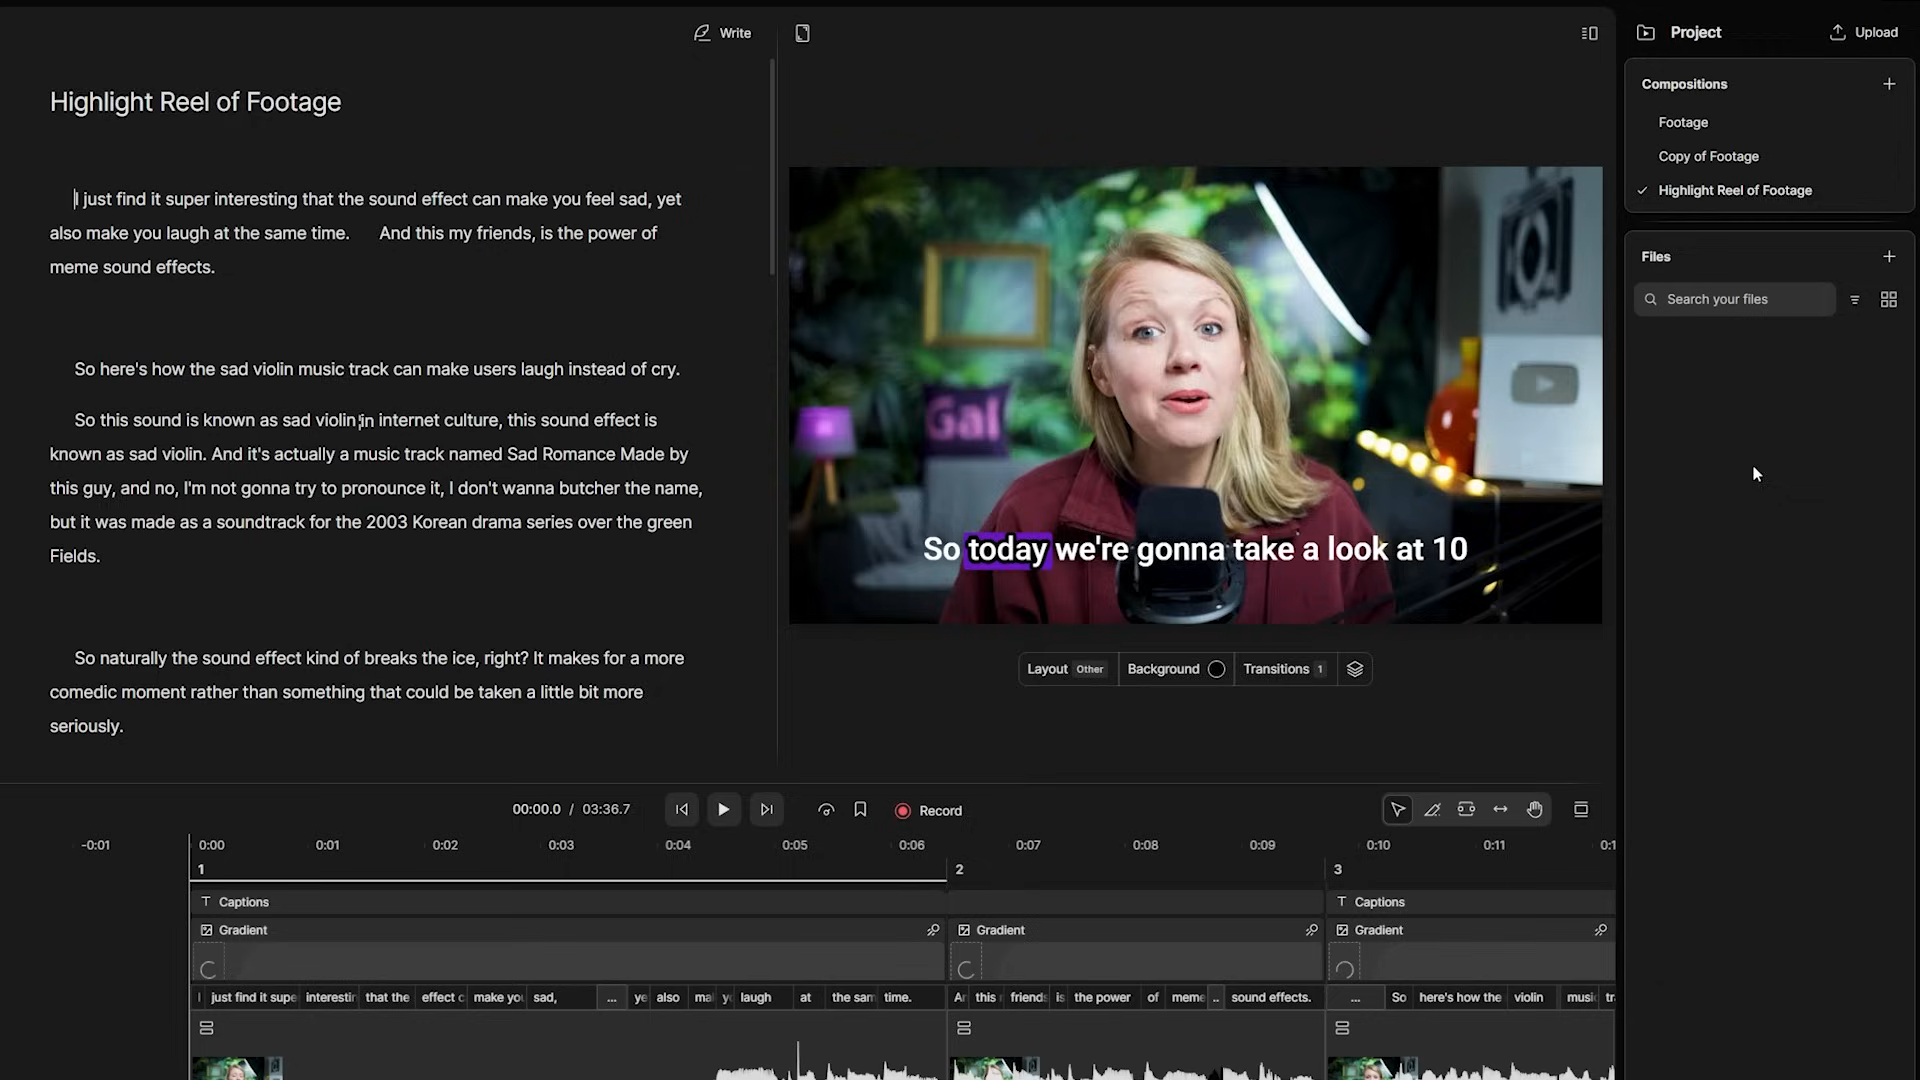 Write
Project
Upload
Highlight Reel of Footage
Compositions
Footage
Copy of Footage
Highlight Reel of Footage
Files
Search your files
I just find it super interesting that the sound effect can make you feel sad, yet
also make you laugh at the same time. And this my friends, is the power of
meme sound effects.
So here's how the sad violin music track can make users laugh instead of cry.
So this sound is known as sad violin in internet culture, this sound effect is
known as sad violin. And it's actually a music track named Sad Romance Made by
this guy, and no, I'm not gonna try to pronounce it, I don't wanna butcher the name,
but it was made as a soundtrack for the 2003 Korean drama series over the green
Fields.
So naturally the sound effect kind of breaks the ice, right? It makes for a more
comedic moment rather than something that could be taken a little bit more
seriously.
Gal
So today we're gonna take a look at 10
Layout Other Background Transitions 1
00:00.0 / 03:36.7
Record
-0:01 0:00 0:01 0:02 0:03 0:04 0:05 0:06 0:07 0:08 0:09 0:10 0:11 0:1
1 2 3
Captions Captions
Gradient Gradient Gradient
I just find it supe interestin that the effect c make you sad, ... ye also mal y laugh at the sam time. Ar this friends is the power of meme .. sound effects. ... So here's how the violin music tra